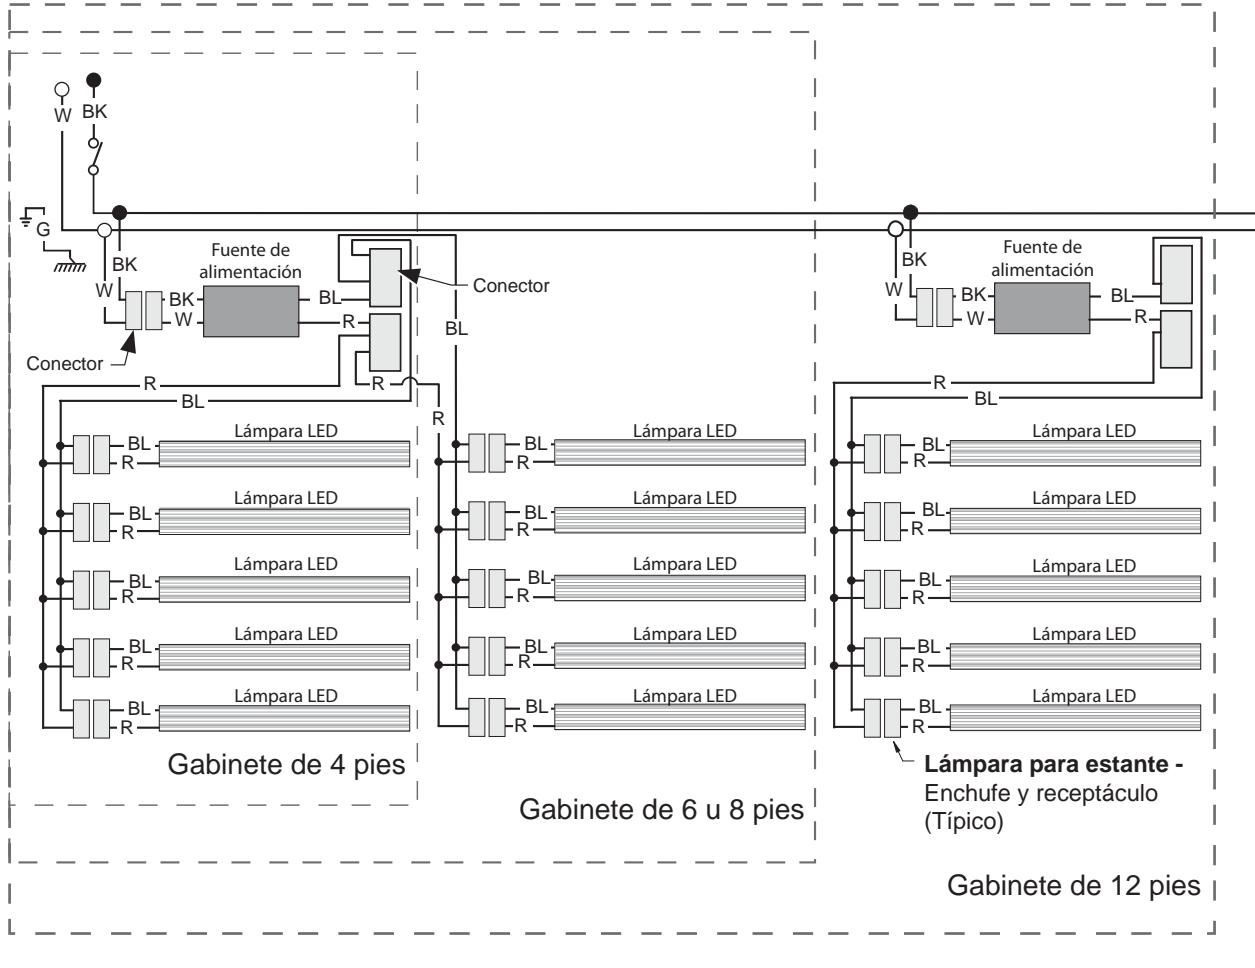 W BK
G
BK
W
Fuente de
alimentación
BK
W
BL
R
Conector
Conector
BL
R
BL
R
R
Fuente de
alimentación
BK
W
BK
W
BL
R
R
BL
Lámpara LED
BL
R
Lámpara LED
BL
R
Lámpara LED
BL
R
Lámpara LED
BL
R
Lámpara LED
BL
R
Gabinete de 4 pies
Lámpara LED
BL
R
Lámpara LED
BL
R
Lámpara LED
BL
R
Lámpara LED
BL
R
Lámpara LED
BL
R
Gabinete de 6 u 8 pies
Lámpara LED
BL
R
Lámpara LED
BL
R
Lámpara LED
BL
R
Lámpara LED
BL
R
Lámpara LED
BL
R
Lámpara para estante -
Enchufe y receptáculo
(Típico)
Gabinete de 12 pies